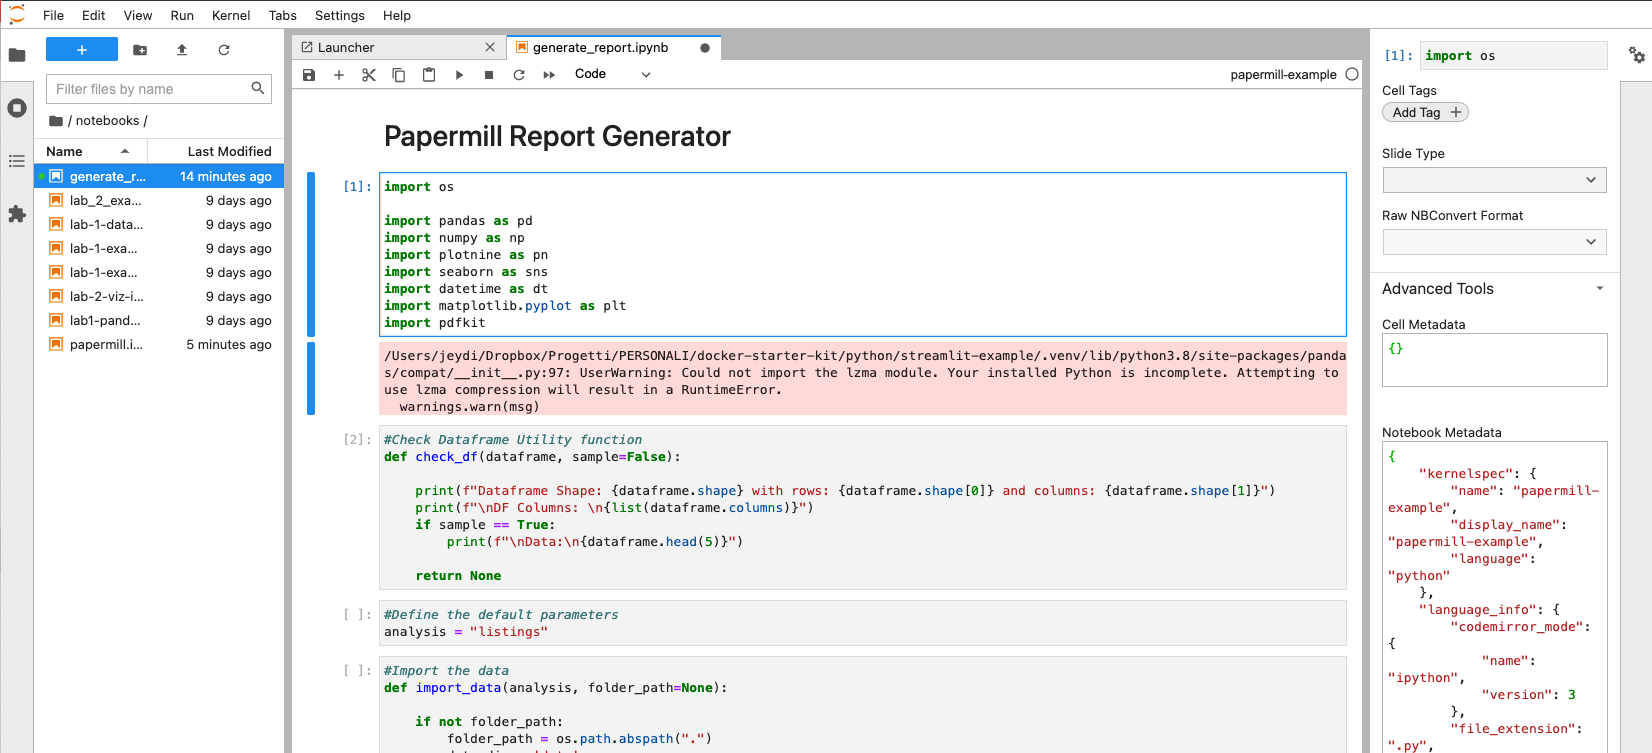 File Edit View Run Kernel Tabs Settings Help
Filter files by name
/ notebooks /
Name Last Modified
generate_r... 14 minutes ago
lab_2_exa... 9 days ago
lab-1-data... 9 days ago
lab-1-exa... 9 days ago
lab-1-exa... 9 days ago
lab-2-viz-i... 9 days ago
lab1-pand... 9 days ago
papermill.i... 5 minutes ago
Launcher
generate_report.ipynb
Code
papermill-example
Papermill Report Generator
[1]: import os
import pandas as pd
import numpy as np
import plotnine as pn
import seaborn as sns
import datetime as dt
import matplotlib.pyplot as plt
import pdfkit
/Users/jeydi/Dropbox/Progetti/PERSONALI/docker-starter-kit/python/streamlit-example/.venv/lib/python3.8/site-packages/panda
s/compat/__init__.py:97: UserWarning: Could not import the lzma module. Your installed Python is incomplete. Attempting to
use lzma compression will result in a RuntimeError.
warnings.warn(msg)
[2]: #Check Dataframe Utility function
def check_df(dataframe, sample=False):
print(f"Dataframe Shape: {dataframe.shape} with rows: {dataframe.shape[0]} and columns: {dataframe.shape[1]}")
print(f"\nDF Columns: \n{list(dataframe.columns)}")
if sample == True:
print(f"\nData:\n{dataframe.head(5)}")
return None
[ ]: #Define the default parameters
analysis = "listings"
[ ]: #Import the data
def import_data(analysis, folder_path=None):
if not folder_path:
folder_path = os.path.abspath(".")
[1]: import os
Cell Tags
Add Tag
Slide Type
Raw NBConvert Format
Advanced Tools
Cell Metadata
{}
Notebook Metadata
{
"kernelspec": {
"name": "papermill-
example",
"display_name":
"papermill-example",
"language":
"python"
},
"language_info": {
"codemirror_mode":
{
"name":
"ipython",
"version": 3
},
"file_extension":
".py",